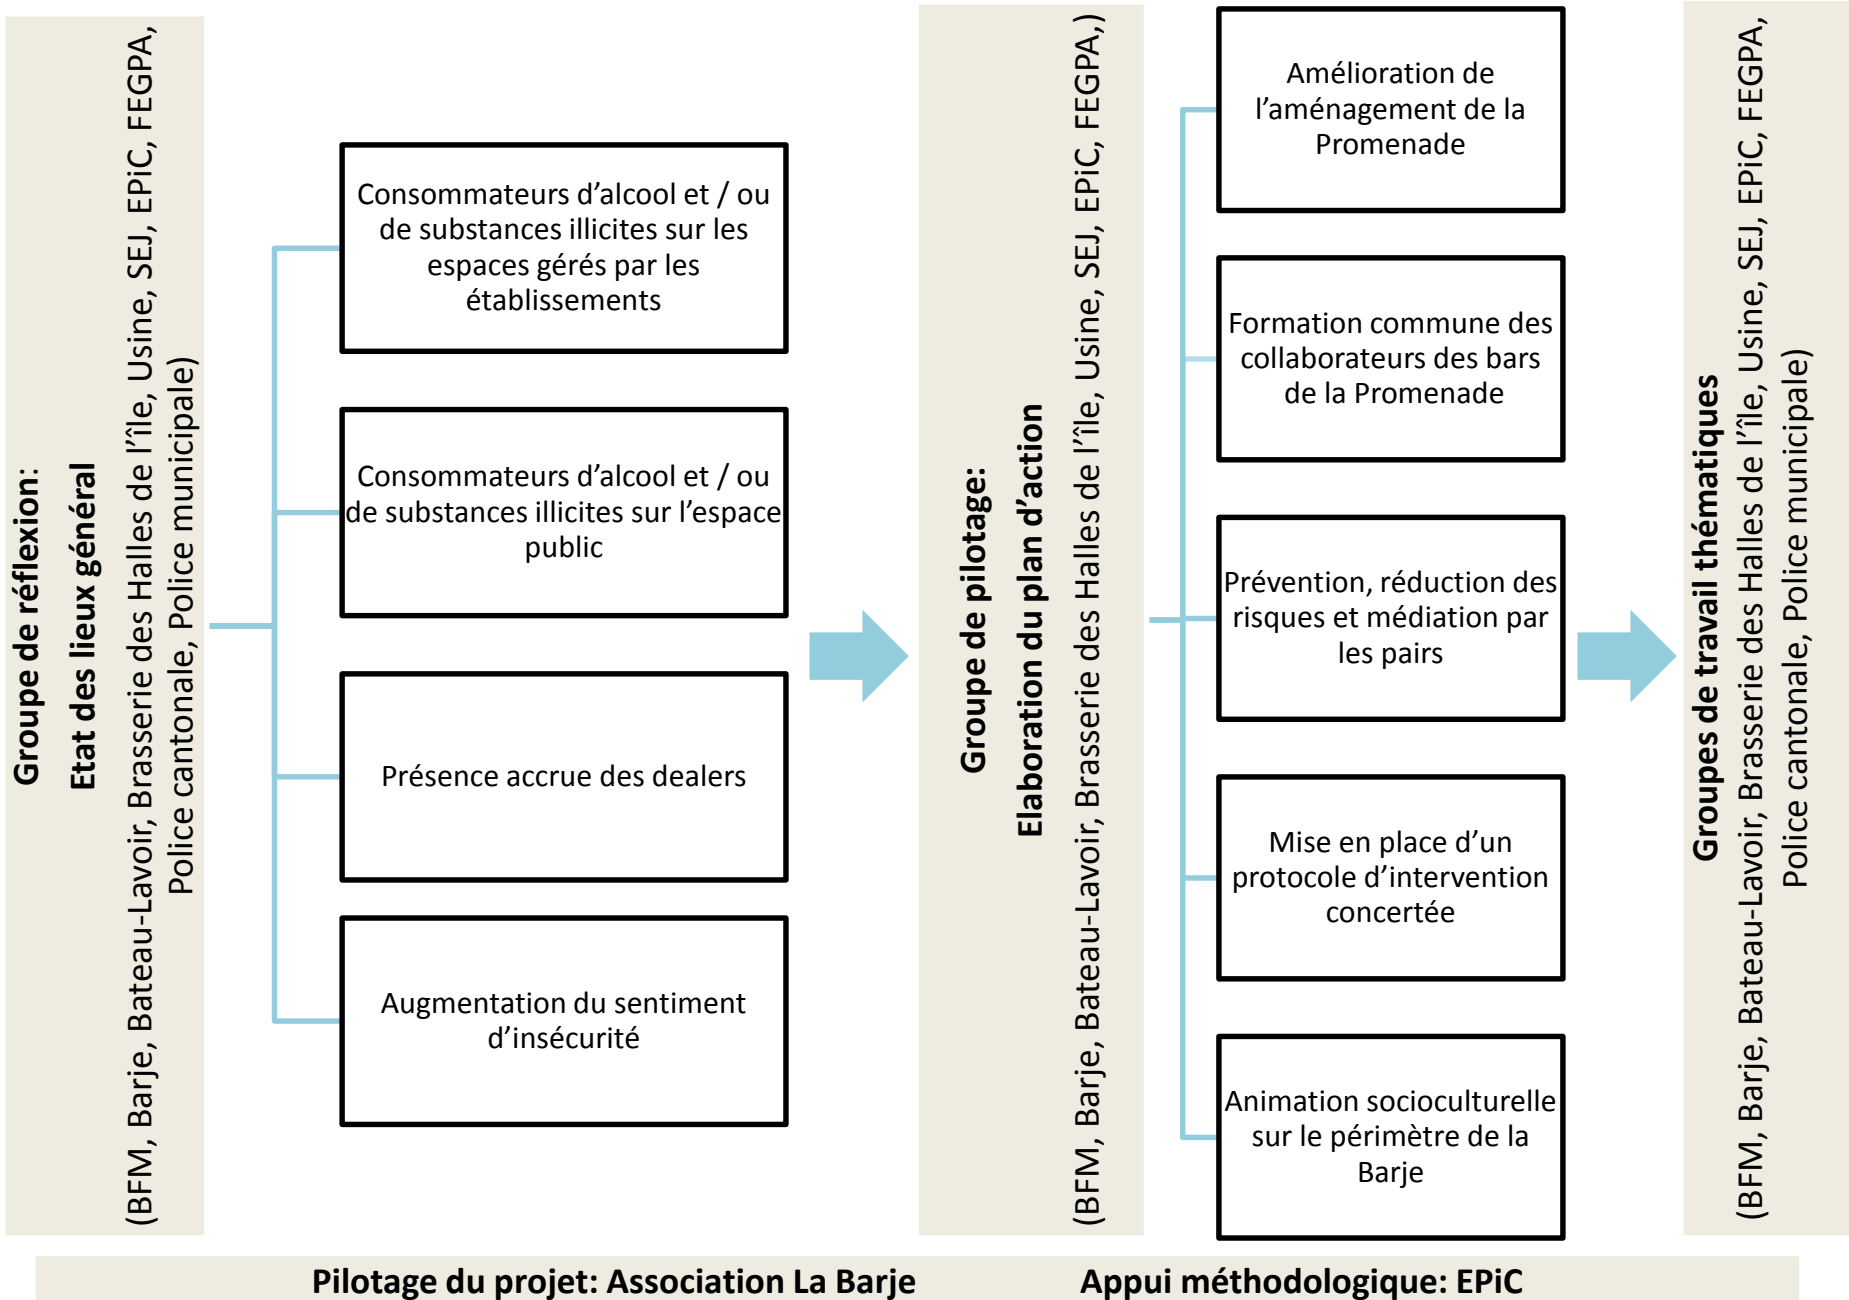 Groupe de réflexion:
Etat des lieux général
(BFM, Barje, Bateau-Lavoir, Brasserie des Halles de l'île, Usine, SEJ, EPiC, FEGPA,
Police cantonale, Police municipale)
Consommateurs d'alcool et / ou
de substances illicites sur les
espaces gérés par les
établissements
Consommateurs d'alcool et / ou
de substances illicites sur l'espace
public
Présence accrue des dealers
Augmentation du sentiment
d'insécurité
Groupe de pilotage:
Elaboration du plan d'action
(BFM, Barje, Bateau-Lavoir, Brasserie des Halles de l'île, Usine, SEJ, EPiC, FEGPA,)
Amélioration de
l'aménagement de la
Promenade
Formation commune des
collaborateurs des bars
de la Promenade
Prévention, réduction des
risques et médiation par
les pairs
Mise en place d'un
protocole d'intervention
concertée
Animation socioculturelle
sur le périmètre de la
Barje
Groupes de travail thématiques
(BFM, Barje, Bateau-Lavoir, Brasserie des Halles de l'île, Usine, SEJ, EPiC, FEGPA,
Police cantonale, Police municipale)
Pilotage du projet: Association La Barje Appui méthodologique: EPiC